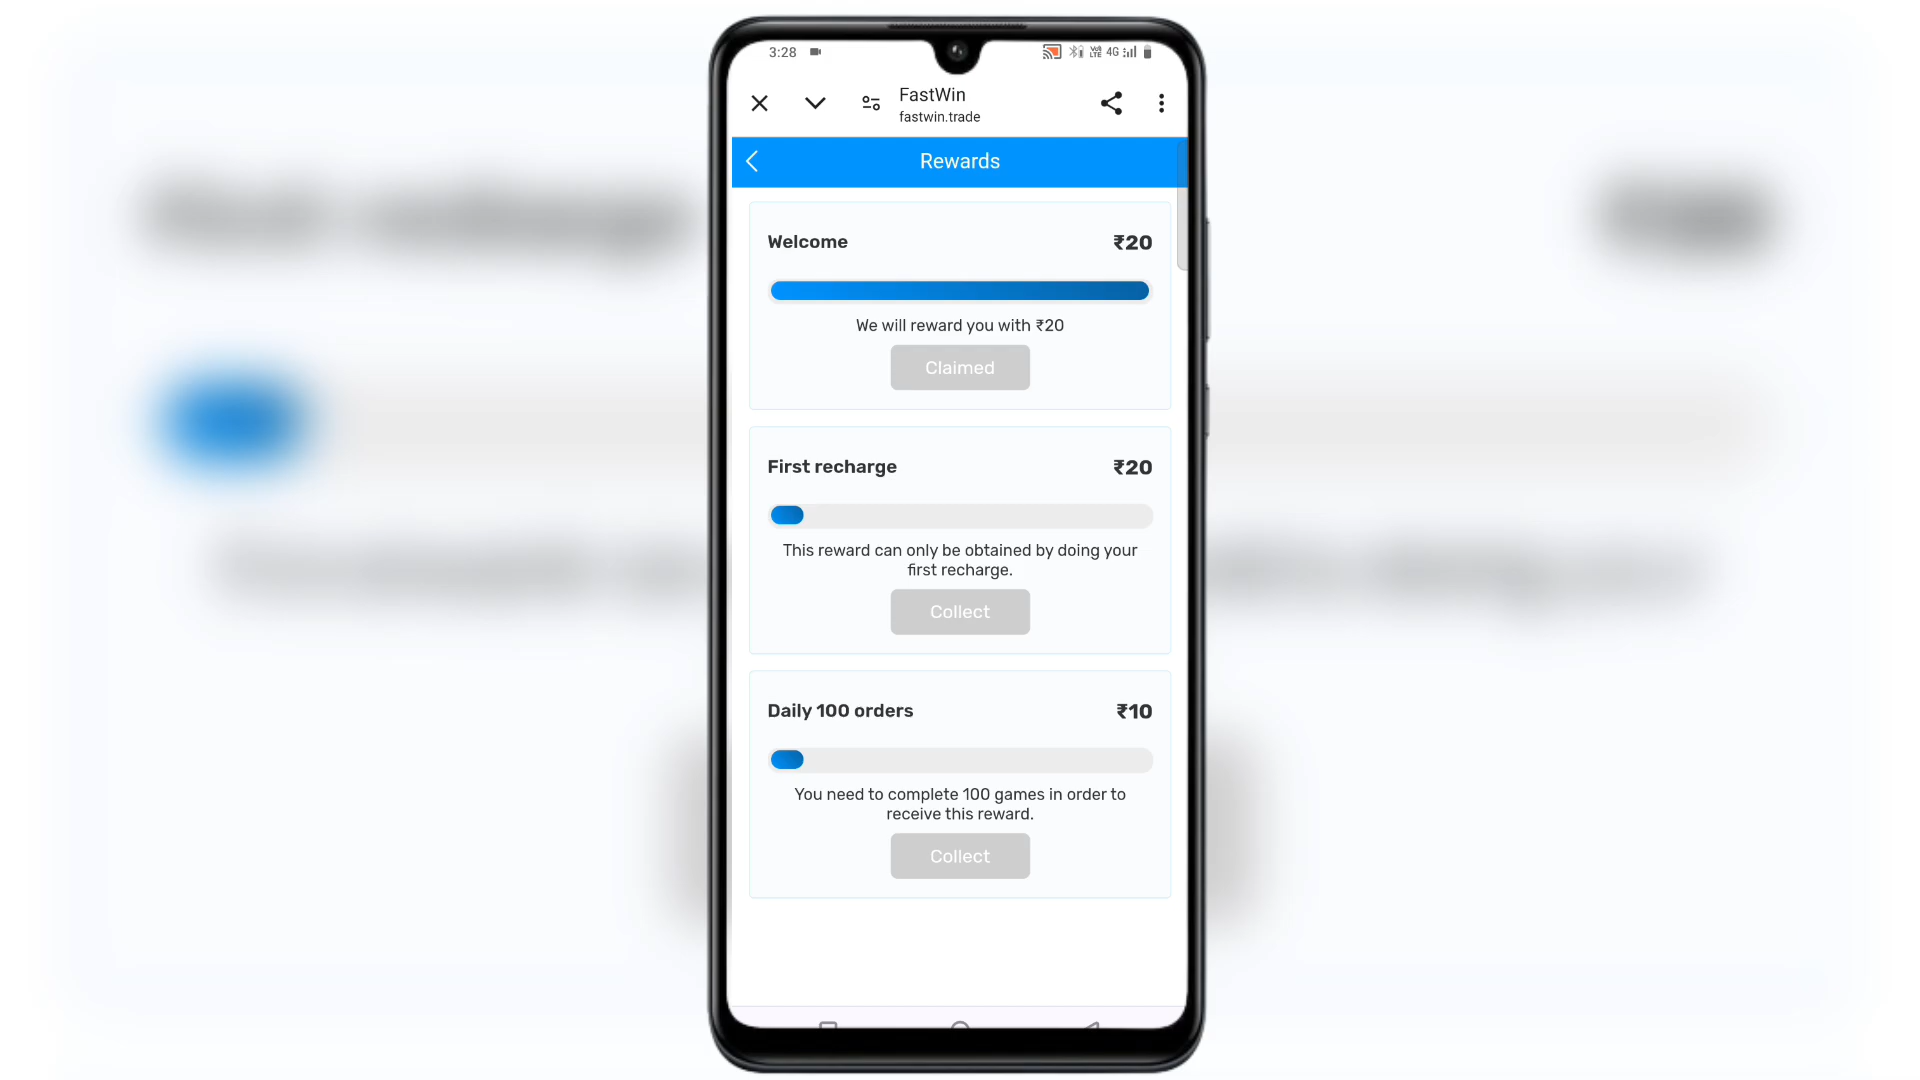 3:28
4G
FastWin
fastwin.trade
Rewards
Welcome ₹20
We will reward you with ₹20
Claimed
First recharge ₹20
This reward can only be obtained by doing your
first recharge.
Collect
Daily 100 orders ₹10
You need to complete 100 games in order to
receive this reward.
Collect